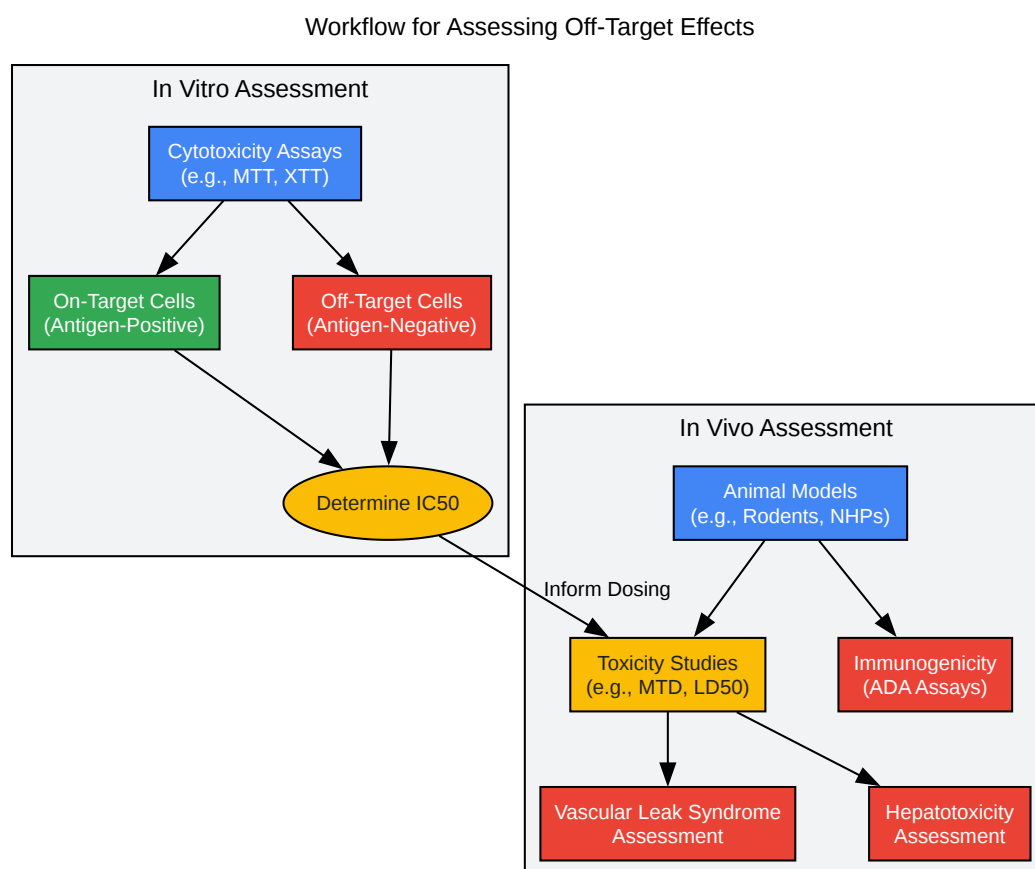 Workflow for Assessing Off-Target Effects
In Vitro Assessment
Cytotoxicity Assays
(e.g., MTT, XTT)
On-Target Cells
(Antigen-Positive)
Off-Target Cells
(Antigen-Negative)
Determine IC50
In Vivo Assessment
Animal Models
(e.g., Rodents, NHPs)
Inform Dosing
Toxicity Studies
(e.g., MTD, LD50)
Immunogenicity
(ADA Assays)
Vascular Leak Syndrome
Assessment
Hepatotoxicity
Assessment